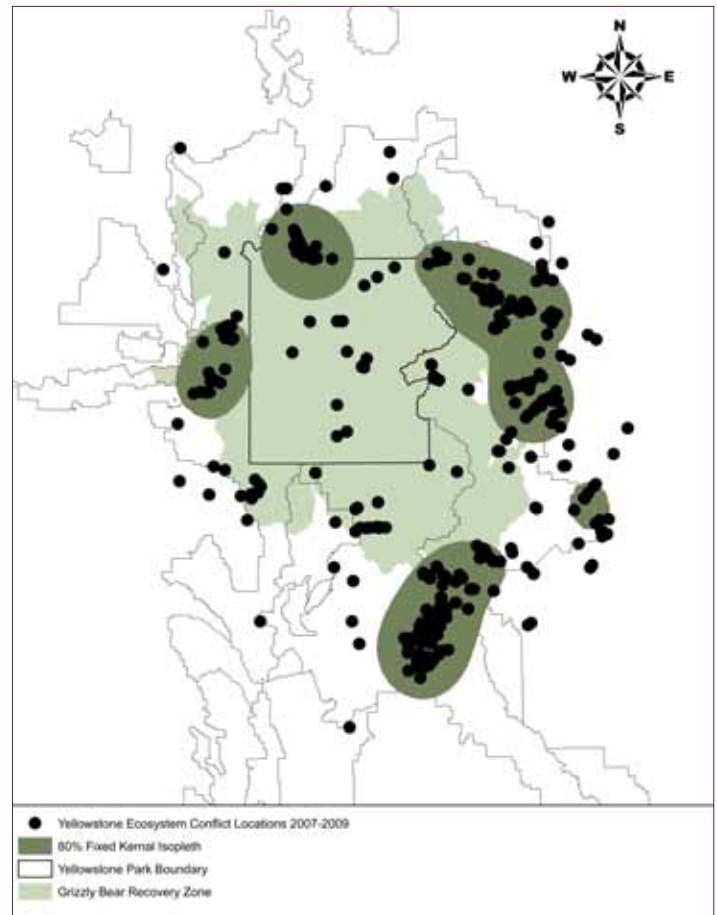 N
W E
S
Yellowstone Ecosystem Conflict Locations 2007-2009
80% Fixed Kernal Isopleth
Yellowstone Park Boundary
Grizzly Bear Recovery Zone